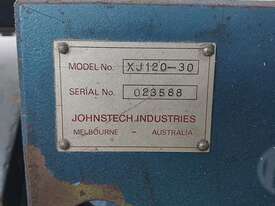 MODEL No. XJ120-30
SERIAL No. 023588
JOHNSTECH INDUSTRIES
MELBOURNE - AUSTRALIA